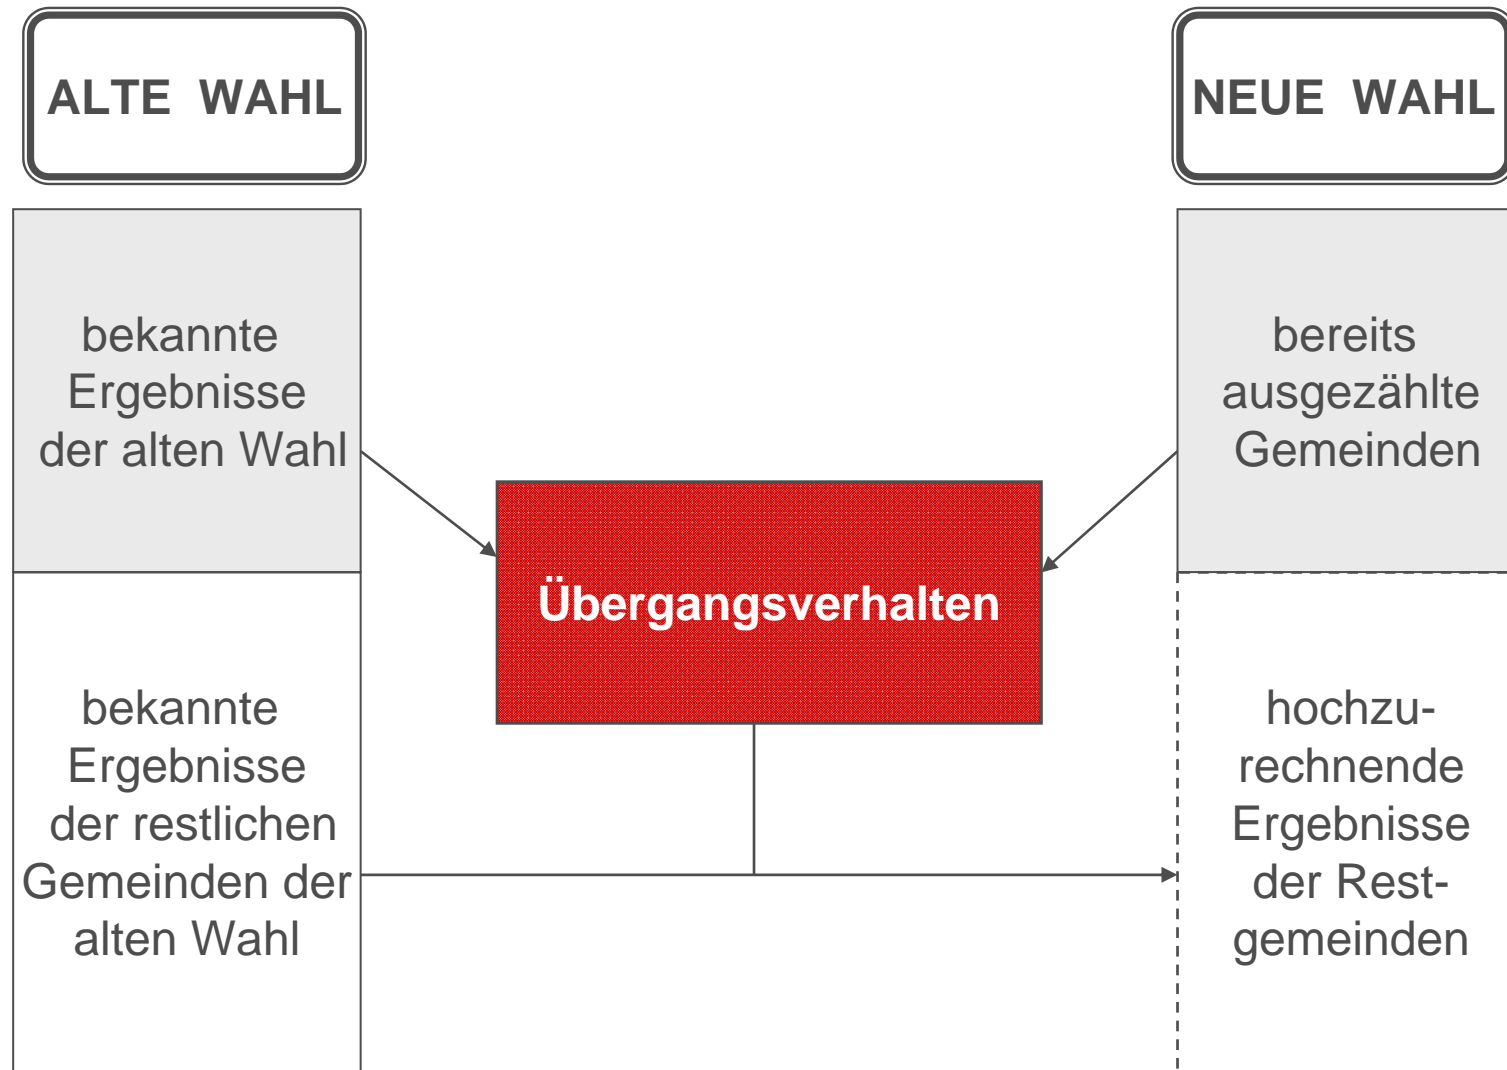 ALTE WAHL
NEUE WAHL
bekannte
Ergebnisse
der alten Wahl
bereits
ausgezählte
Gemeinden
Übergangsverhalten
bekannte
Ergebnisse
der restlichen
Gemeinden der
alten Wahl
hochzu-
rechnende
Ergebnisse
der Rest-
gemeinden